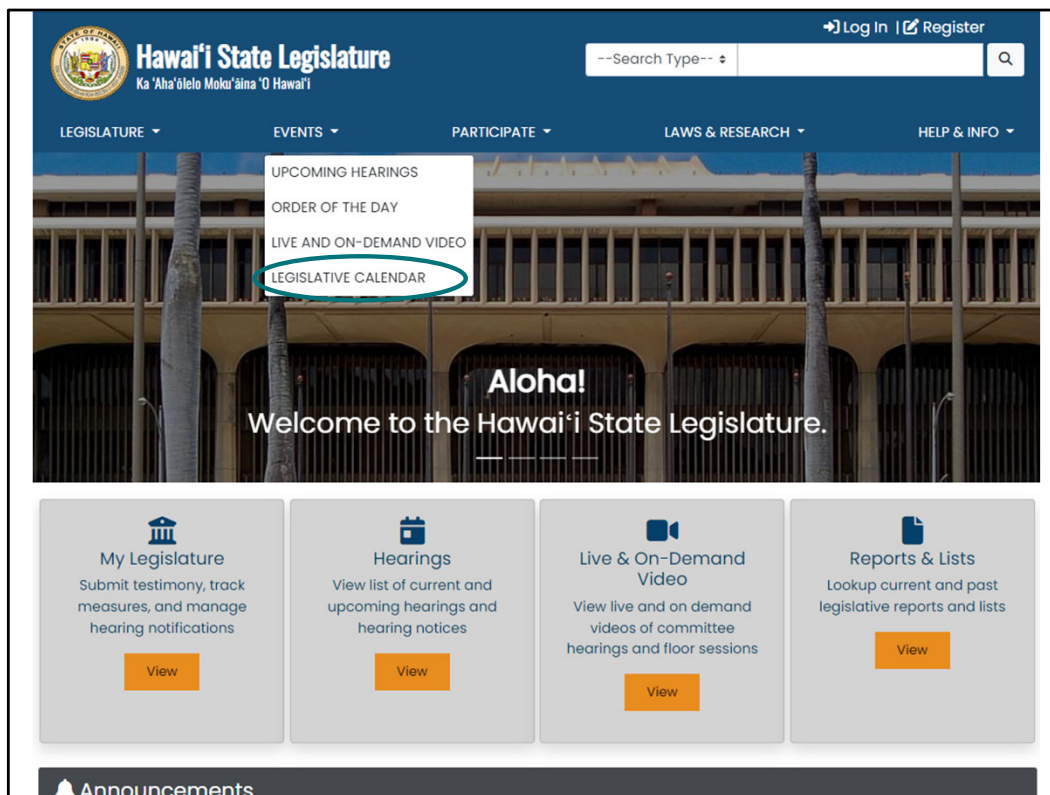 Log In | Register
Hawaiʻi State Legislature
Ka ʻAhaʻōlelo Mokuʻāina ʻO Hawaiʻi
--Search Type--
LEGISLATURE
EVENTS
PARTICIPATE
LAWS & RESEARCH
HELP & INFO
UPCOMING HEARINGS
ORDER OF THE DAY
LIVE AND ON-DEMAND VIDEO
LEGISLATIVE CALENDAR
Aloha!
Welcome to the Hawaiʻi State Legislature.
My Legislature
Submit testimony, track
measures, and manage
hearing notifications
View
Hearings
View list of current and
upcoming hearings and
hearing notices
View
Live & On-Demand
Video
View live and on demand
videos of committee
hearings and floor sessions
View
Reports & Lists
Lookup current and past
legislative reports and lists
View
Announcements